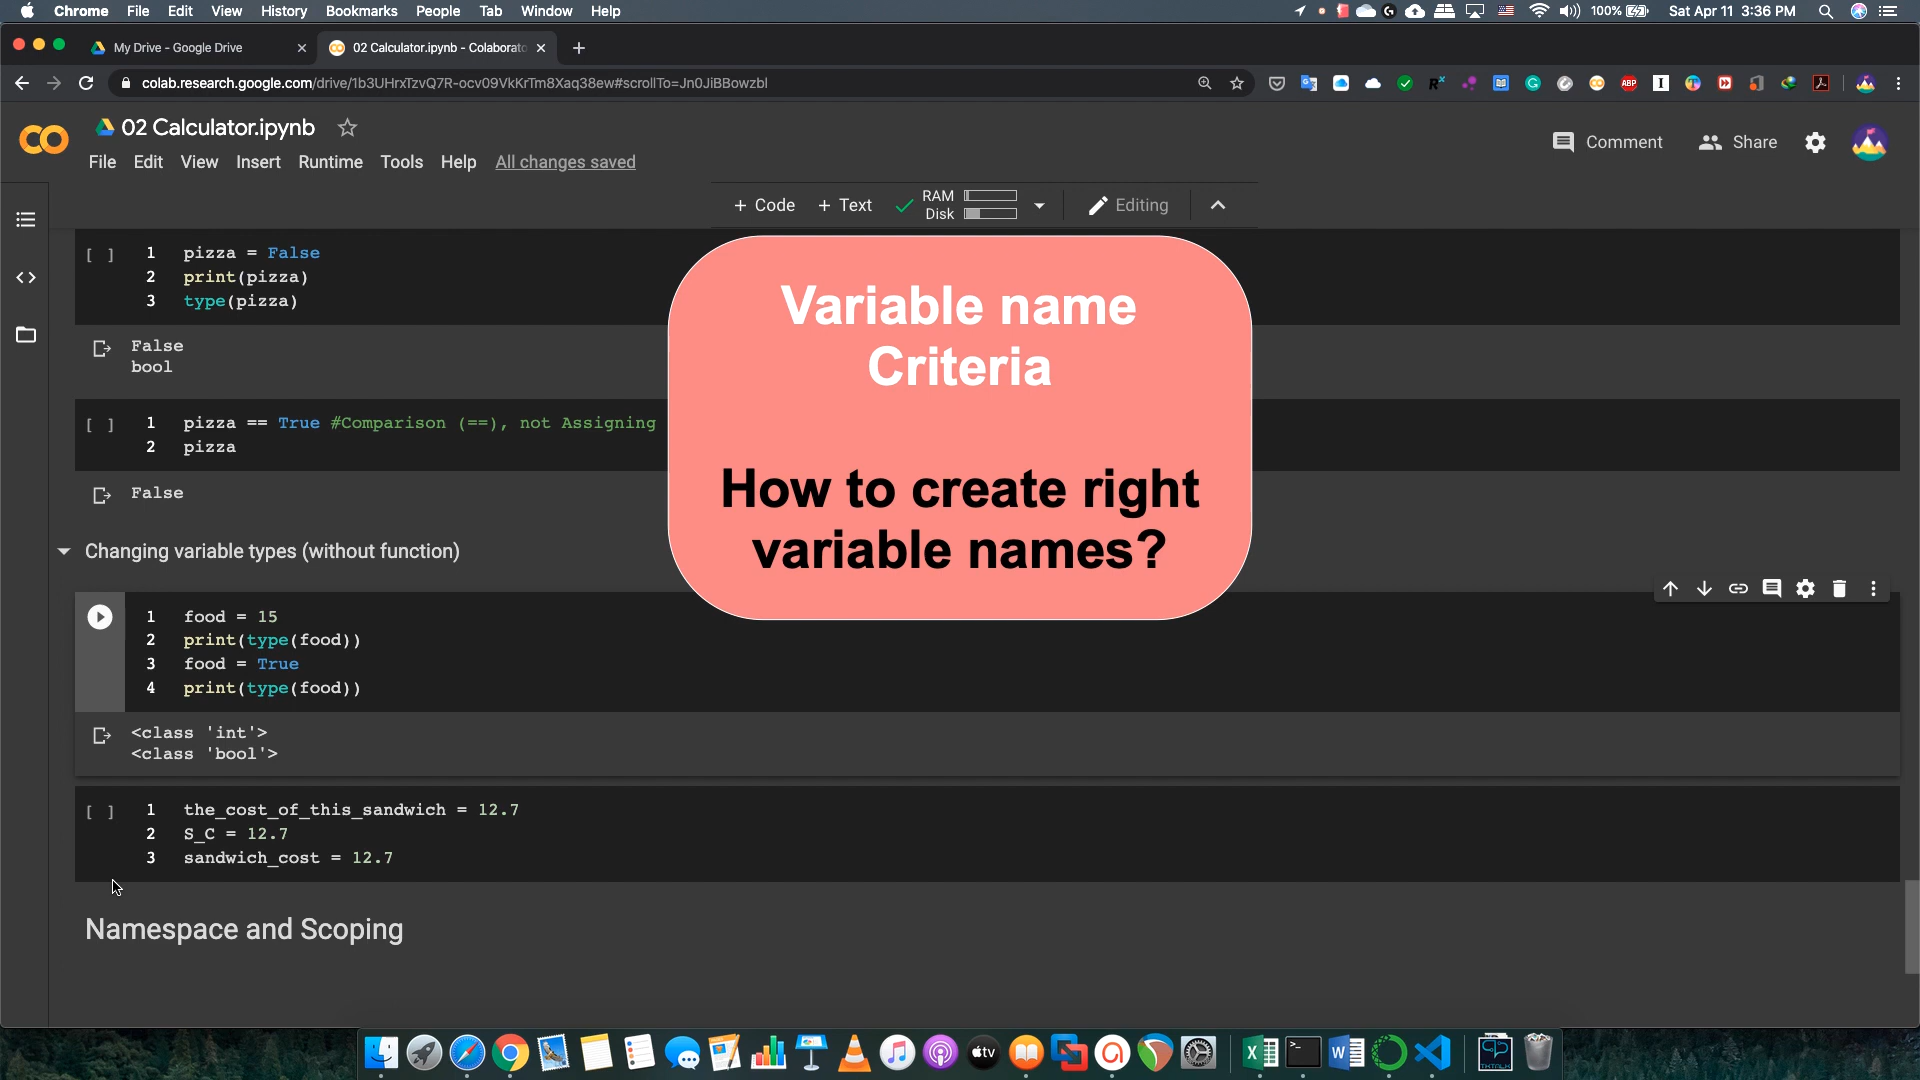 Chrome File Edit View History Bookmarks People Tab Window Help
100% Sat Apr 11 3:36 PM
My Drive - Google Drive
02 Calculator.ipynb - Colaborato
colab.research.google.com/drive/1b3UHrxTzvQ7R-ocv09VkKrTm8Xaq38ew#scrollTo=Jn0JiBBowzbl
02 Calculator.ipynb
File Edit View Insert Runtime Tools Help All changes saved
Comment Share
+ Code + Text RAM Disk Editing
[ ] 1 pizza = False
2 print(pizza)
3 type(pizza)
False
bool
[ ] 1 pizza == True #Comparison (==), not Assigning
2 pizza
False
Variable name
Criteria
How to create right
variable names?
Changing variable types (without function)
1 food = 15
2 print(type(food))
3 food = True
4 print(type(food))
<class 'int'>
<class 'bool'>
[ ] 1 the_cost_of_this_sandwich = 12.7
2 S_C = 12.7
3 sandwich_cost = 12.7
Namespace and Scoping
tv